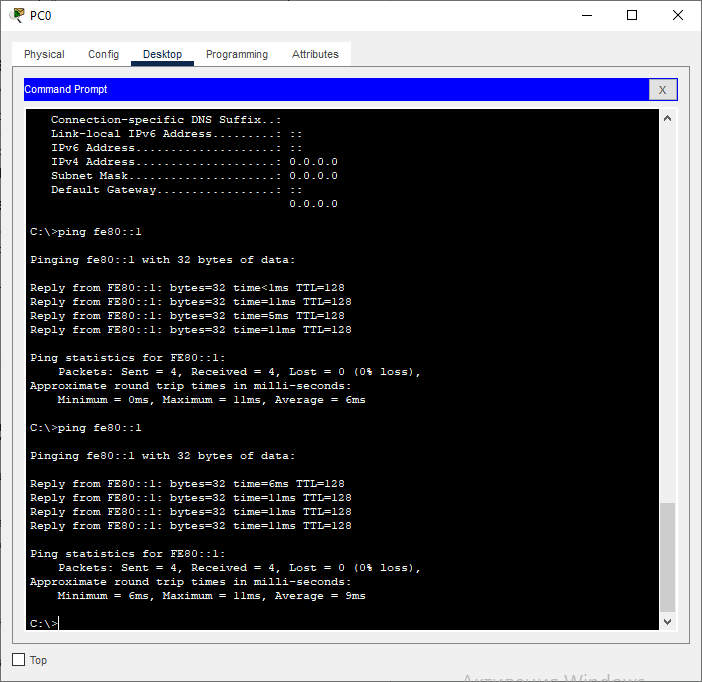 PC0
Physical Config Desktop Programming Attributes
Command Prompt X
Connection-specific DNS Suffix..:
Link-local IPv6 Address.........: ::
IPv6 Address....................: ::
IPv4 Address....................: 0.0.0.0
Subnet Mask.....................: 0.0.0.0
Default Gateway.................: ::
0.0.0.0
C:\>ping fe80::1
Pinging fe80::1 with 32 bytes of data:
Reply from FE80::1: bytes=32 time<1ms TTL=128
Reply from FE80::1: bytes=32 time=11ms TTL=128
Reply from FE80::1: bytes=32 time=5ms TTL=128
Reply from FE80::1: bytes=32 time=11ms TTL=128
Ping statistics for FE80::1:
Packets: Sent = 4, Received = 4, Lost = 0 (0% loss),
Approximate round trip times in milli-seconds:
Minimum = 0ms, Maximum = 11ms, Average = 6ms
C:\>ping fe80::1
Pinging fe80::1 with 32 bytes of data:
Reply from FE80::1: bytes=32 time=6ms TTL=128
Reply from FE80::1: bytes=32 time=11ms TTL=128
Reply from FE80::1: bytes=32 time=11ms TTL=128
Reply from FE80::1: bytes=32 time=11ms TTL=128
Ping statistics for FE80::1:
Packets: Sent = 4, Received = 4, Lost = 0 (0% loss),
Approximate round trip times in milli-seconds:
Minimum = 6ms, Maximum = 11ms, Average = 9ms
C:\>
Top
Активация Windows